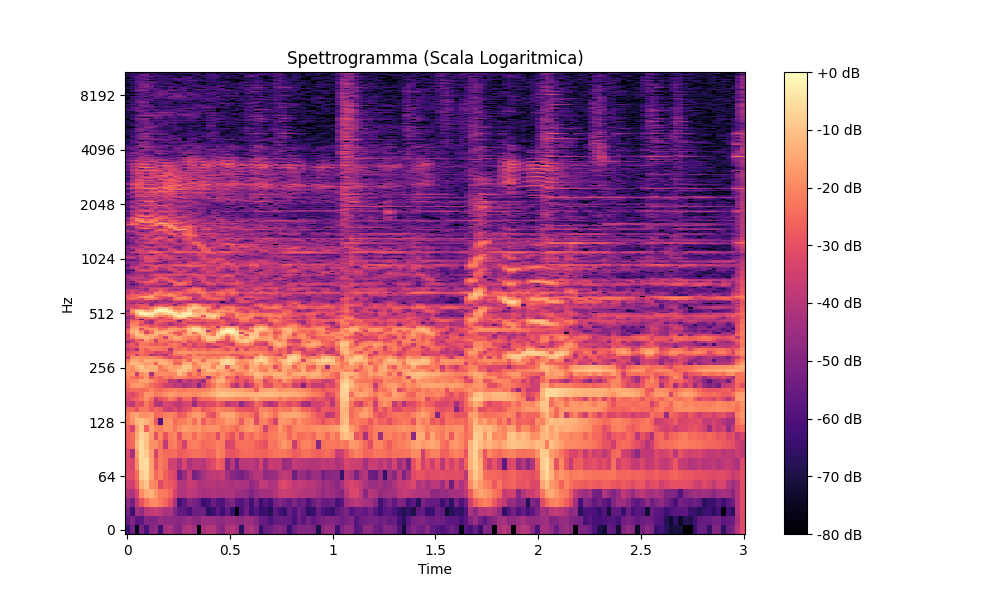 Spettrogramma (Scala Logaritmica)
Hz
8192
4096
2048
1024
512
256
128
64
0
0 0.5 1 1.5 2 2.5 3
Time
+0 dB
-10 dB
-20 dB
-30 dB
-40 dB
-50 dB
-60 dB
-70 dB
-80 dB